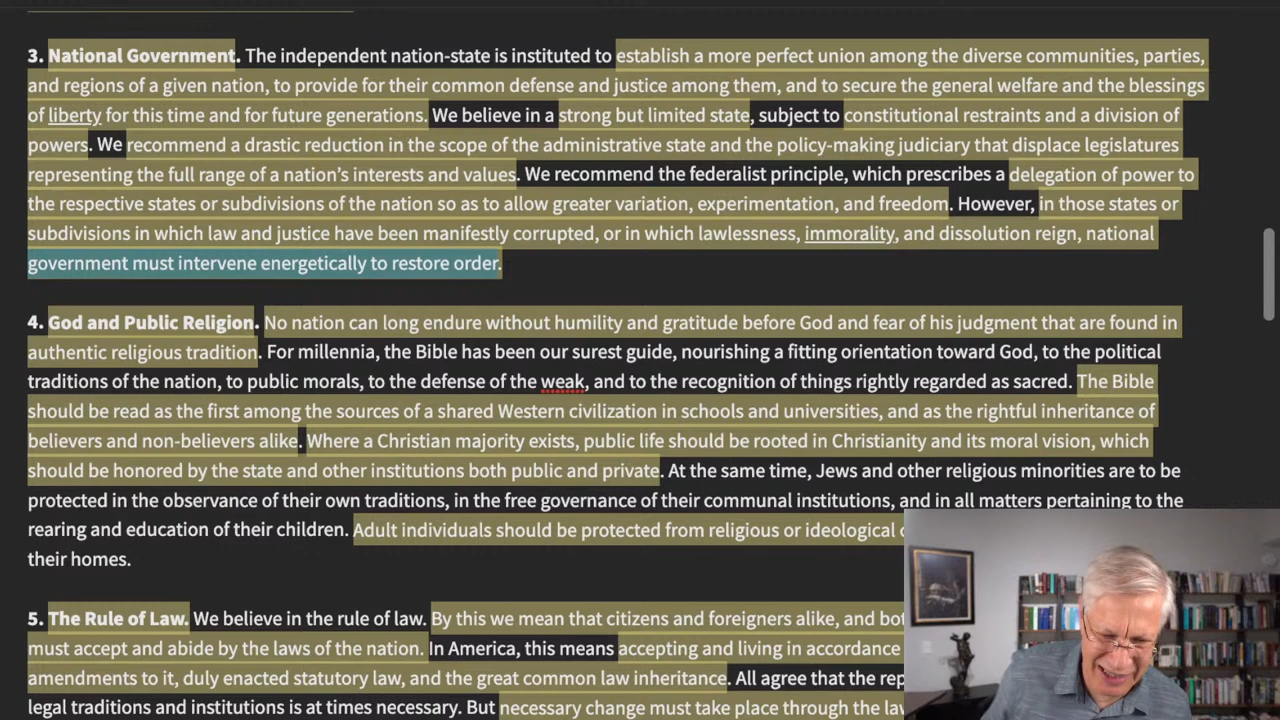 3. National Government. The independent nation-state is instituted to establish a more perfect union among the diverse communities, parties,
and regions of a given nation, to provide for their common defense and justice among them, and to secure the general welfare and the blessings
of liberty for this time and for future generations. We believe in a strong but limited state, subject to constitutional restraints and a division of
powers. We recommend a drastic reduction in the scope of the administrative state and the policy-making judiciary that displace legislatures
representing the full range of a nation’s interests and values. We recommend the federalist principle, which prescribes a delegation of power to
the respective states or subdivisions of the nation so as to allow greater variation, experimentation, and freedom. However, in those states or
subdivisions in which law and justice have been manifestly corrupted, or in which lawlessness, immorality, and dissolution reign, national
government must intervene energetically to restore order.
4. God and Public Religion. No nation can long endure without humility and gratitude before God and fear of his judgment that are found in
authentic religious tradition. For millennia, the Bible has been our surest guide, nourishing a fitting orientation toward God, to the political
traditions of the nation, to public morals, to the defense of the weak, and to the recognition of things rightly regarded as sacred. The Bible
should be read as the first among the sources of a shared Western civilization in schools and universities, and as the rightful inheritance of
believers and non-believers alike. Where a Christian majority exists, public life should be rooted in Christianity and its moral vision, which
should be honored by the state and other institutions both public and private. At the same time, Jews and other religious minorities are to be
protected in the observance of their own traditions, in the free governance of their communal institutions, and in all matters pertaining to the
rearing and education of their children. Adult individuals should be protected from religious or ideological
their homes.
5. The Rule of Law. We believe in the rule of law. By this we mean that citizens and foreigners alike, and
must accept and abide by the laws of the nation. In America, this means accepting and living in accordance
amendments to it, duly enacted statutory law, and the great common law inheritance. All agree that the
legal traditions and institutions is at times necessary. But necessary change must take place through the